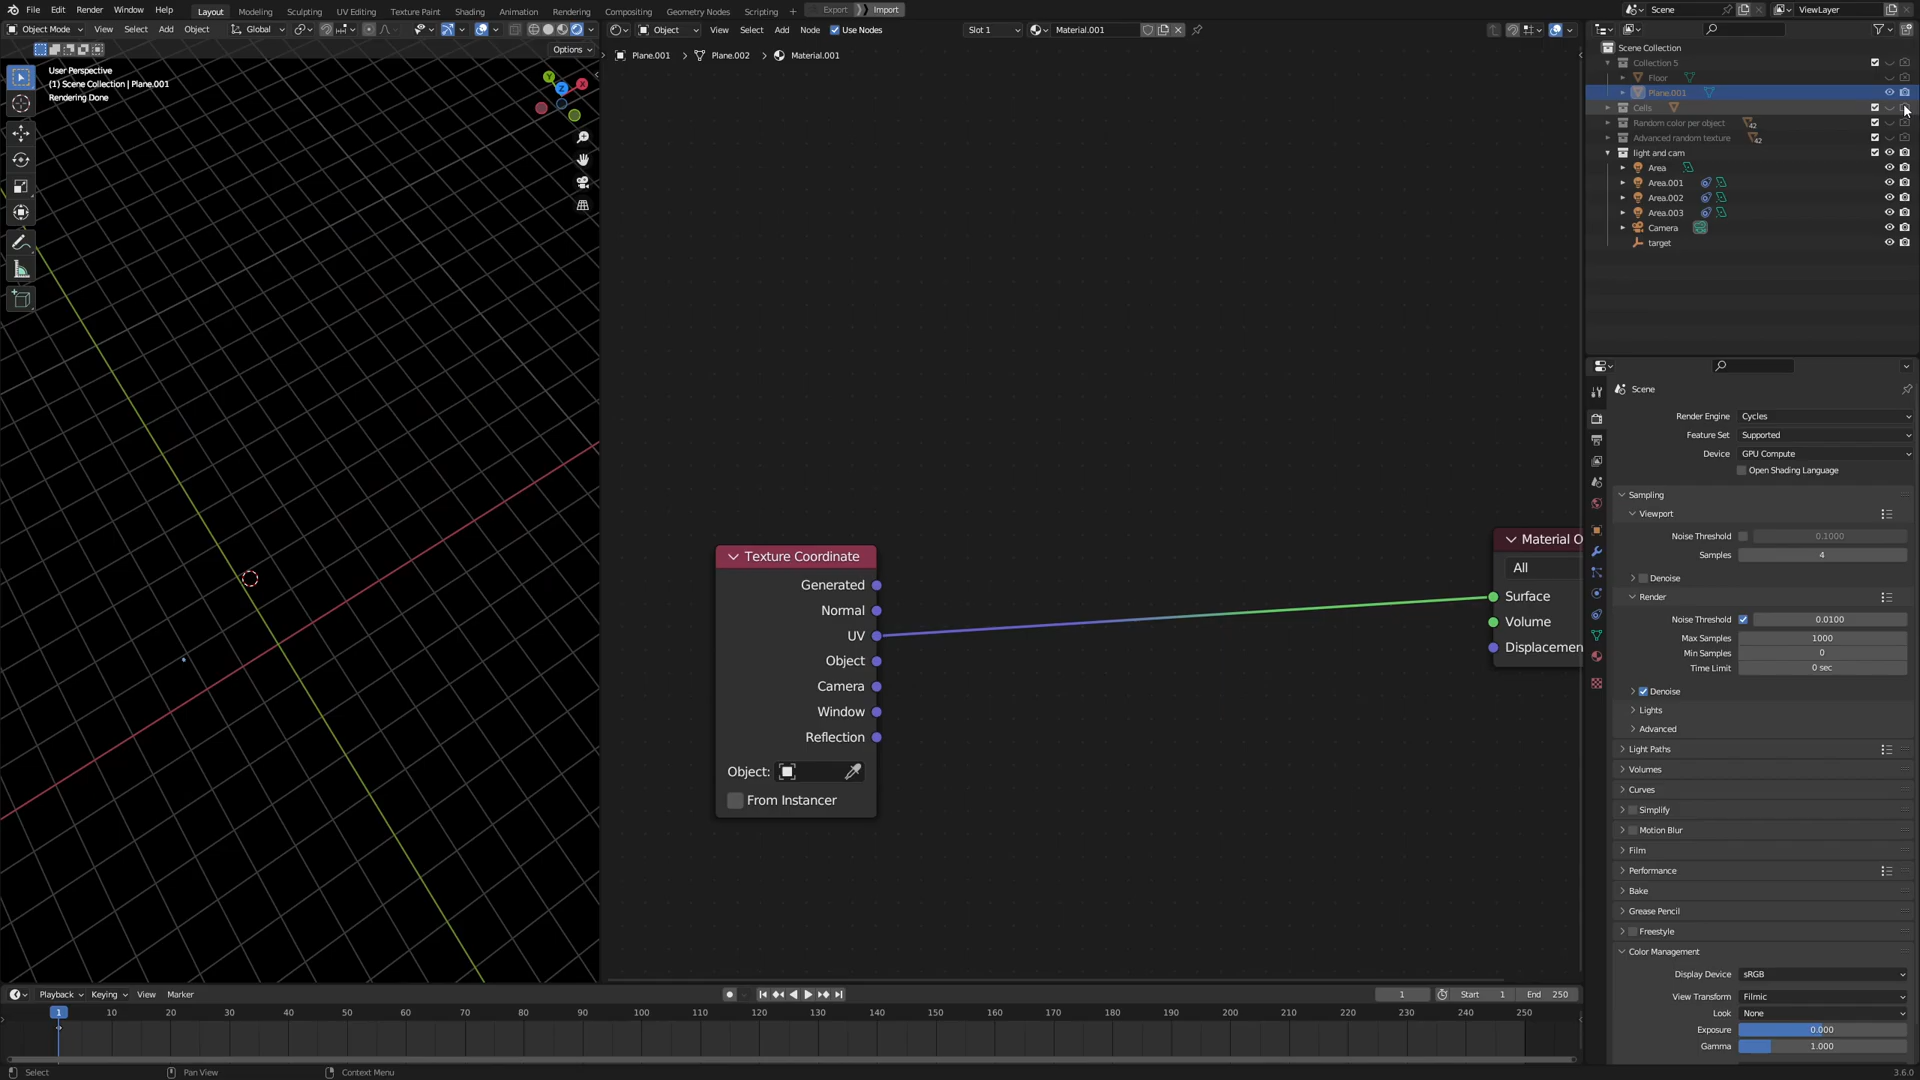 File Edit Render Window Help Layout Modeling Sculpting UV Editing Texture Paint Shading Animation Rendering Compositing Geometry Nodes Scripting + Export Import Scene ViewLayer
Object Mode View Select Add Object Global Object View Select Add Node Use Nodes Slot 1 Material.001
Options
Plane.001 > Plane.002 > Material.001
User Perspective
(1) Scene Collection | Plane.001
Rendering Done
Y
X
Z
Scene Collection
Collection 5
Floor
Plane.001
Cells
Random color per object 42
Advanced random texture 42
light and cam
Area
Area.001
Area.002
Area.003
Camera
target
Texture Coordinate
Generated
Normal
UV
Object
Camera
Window
Reflection
Object:
From Instancer
Material O
All
Surface
Volume
Displacemen
Scene
Render Engine Cycles
Feature Set Supported
Device GPU Compute
Open Shading Language
Sampling
Viewport
Noise Threshold 0.1000
Samples 4
Denoise
Render
Noise Threshold 0.0100
Max Samples 1000
Min Samples 0
Time Limit 0 sec
Denoise
Lights
Advanced
Light Paths
Volumes
Curves
Simplify
Motion Blur
Film
Performance
Bake
Grease Pencil
Freestyle
Color Management
Display Device sRGB
View Transform Filmic
Look None
Exposure 0.000
Gamma 1.000
Playback Keying View Marker 1 Start 1 End 250
1 10 20 30 40 50 60 70 80 90 100 110 120 130 140 150 160 170 180 190 200 210 220 230 240 250
Select Pan View Context Menu 3.6.0